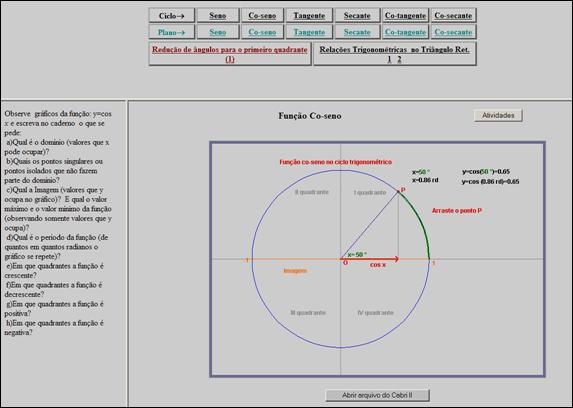 Ciclo→ Seno Co-seno Tangente Secante Co-tangente Co-secante
Plano→ Seno Co-seno Tangente Secante Co-tangente Co-secante
Redução de ângulos para o primeiro quadrante
(1)
Relações Trigonométricas no Triângulo Ret.
1 2
Observe gráficos da função: y=cos
x e escreva no caderno o que se
pede:
a)Qual é o domínio (valores que x
pode ocupar)?
b)Quais os pontos singulares ou
pontos isolados que não fazem
parte do domínio?
c)Qual a Imagem (valores que y
ocupa no gráfico)? E qual o valor
máximo e o valor mínimo da função
(observando somente valores que y
ocupa)?
d)Qual é o período da função (de
quantos em quantos radianos o
gráfico se repete)?
e)Em que quadrantes a função é
crescente?
f)Em que quadrantes a função é
decrescente?
g)Em que quadrantes a função é
positiva?
h)Em que quadrantes a função é
negativa?
Função Co-seno
Atividades
Função co-seno no ciclo trigonométrico
x=50 ° y=cos(50 °)=0.65
x=0.86 rd y=cos (0.86 rd)=0.65
II quadrante I quadrante
P
Arraste o ponto P
x= 50 °
-1 O cos x 1
Imagem
III quadrante IV quadrante
Abrir arquivo do Cabri II